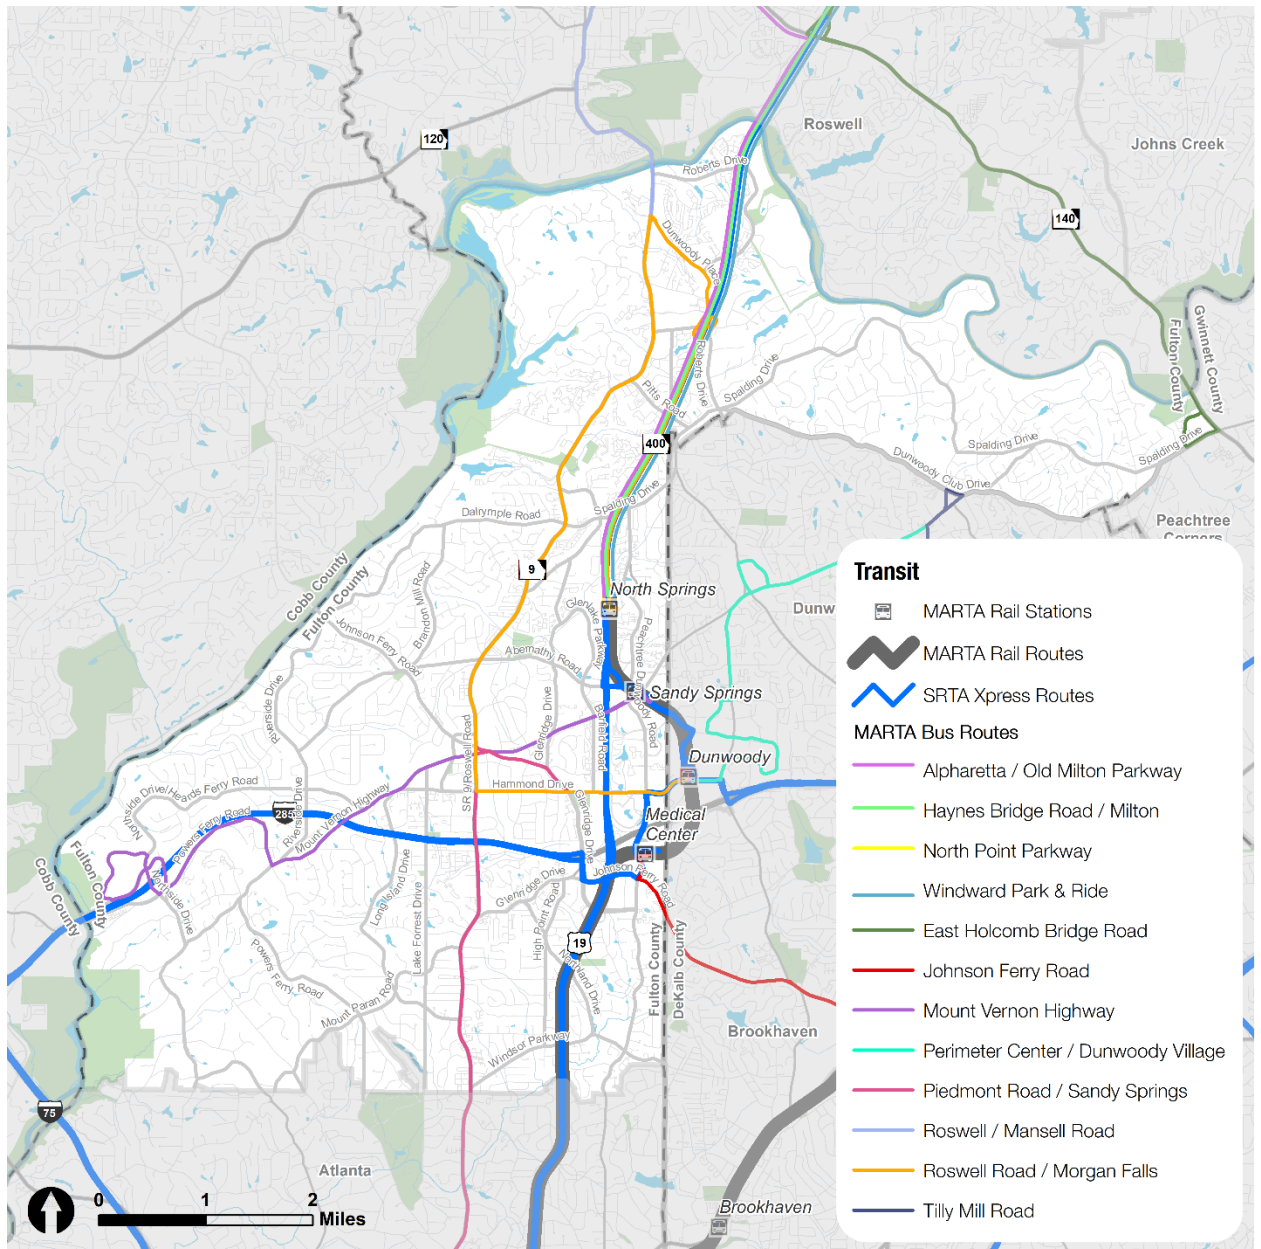 Roswell
Johns Creek
120
Roberts Drive
140
Dunwoody Place
Gwinnett County
Fulton County
Roberts Drive
Spalding Drive
Pitts Road
400
Spalding Drive
Spalding Drive
Dunwoody Club Drive
Spalding Drive
Dalrymple Road
Peachtree
Corners
9
Cobb County
Fulton County
Brandon Mill Road
North Springs
Glenlake Parkway
Johnson Ferry Road
Abernathy Road
Peachtree Dunwoody Road
Dunw
Riverside Drive
Glenridge Drive
Barfield Road
Sandy Springs
SR 9/Roswell Road
Dunwoody
Northside Drive/Heards Ferry Road
Hammond Drive
Powers Ferry Road
285
Riverside Drive
Mount Vernon Highway
Glenridge Drive
Medical
Center
Fulton County
Cobb County
Northside Drive
Long Island Drive
Lake Forrest Drive
Glenridge Drive
Johnson Ferry Road
High Point Road
19
Northland Drive
Powers Ferry Road
Mount Paran Road
Fulton County
DeKalb County
Windsor Parkway
Brookhaven
75
Atlanta
Brookhaven
0 1 2
Miles
Transit
MARTA Rail Stations
MARTA Rail Routes
SRTA Xpress Routes
MARTA Bus Routes
Alpharetta / Old Milton Parkway
Haynes Bridge Road / Milton
North Point Parkway
Windward Park & Ride
East Holcomb Bridge Road
Johnson Ferry Road
Mount Vernon Highway
Perimeter Center / Dunwoody Village
Piedmont Road / Sandy Springs
Roswell / Mansell Road
Roswell Road / Morgan Falls
Tilly Mill Road